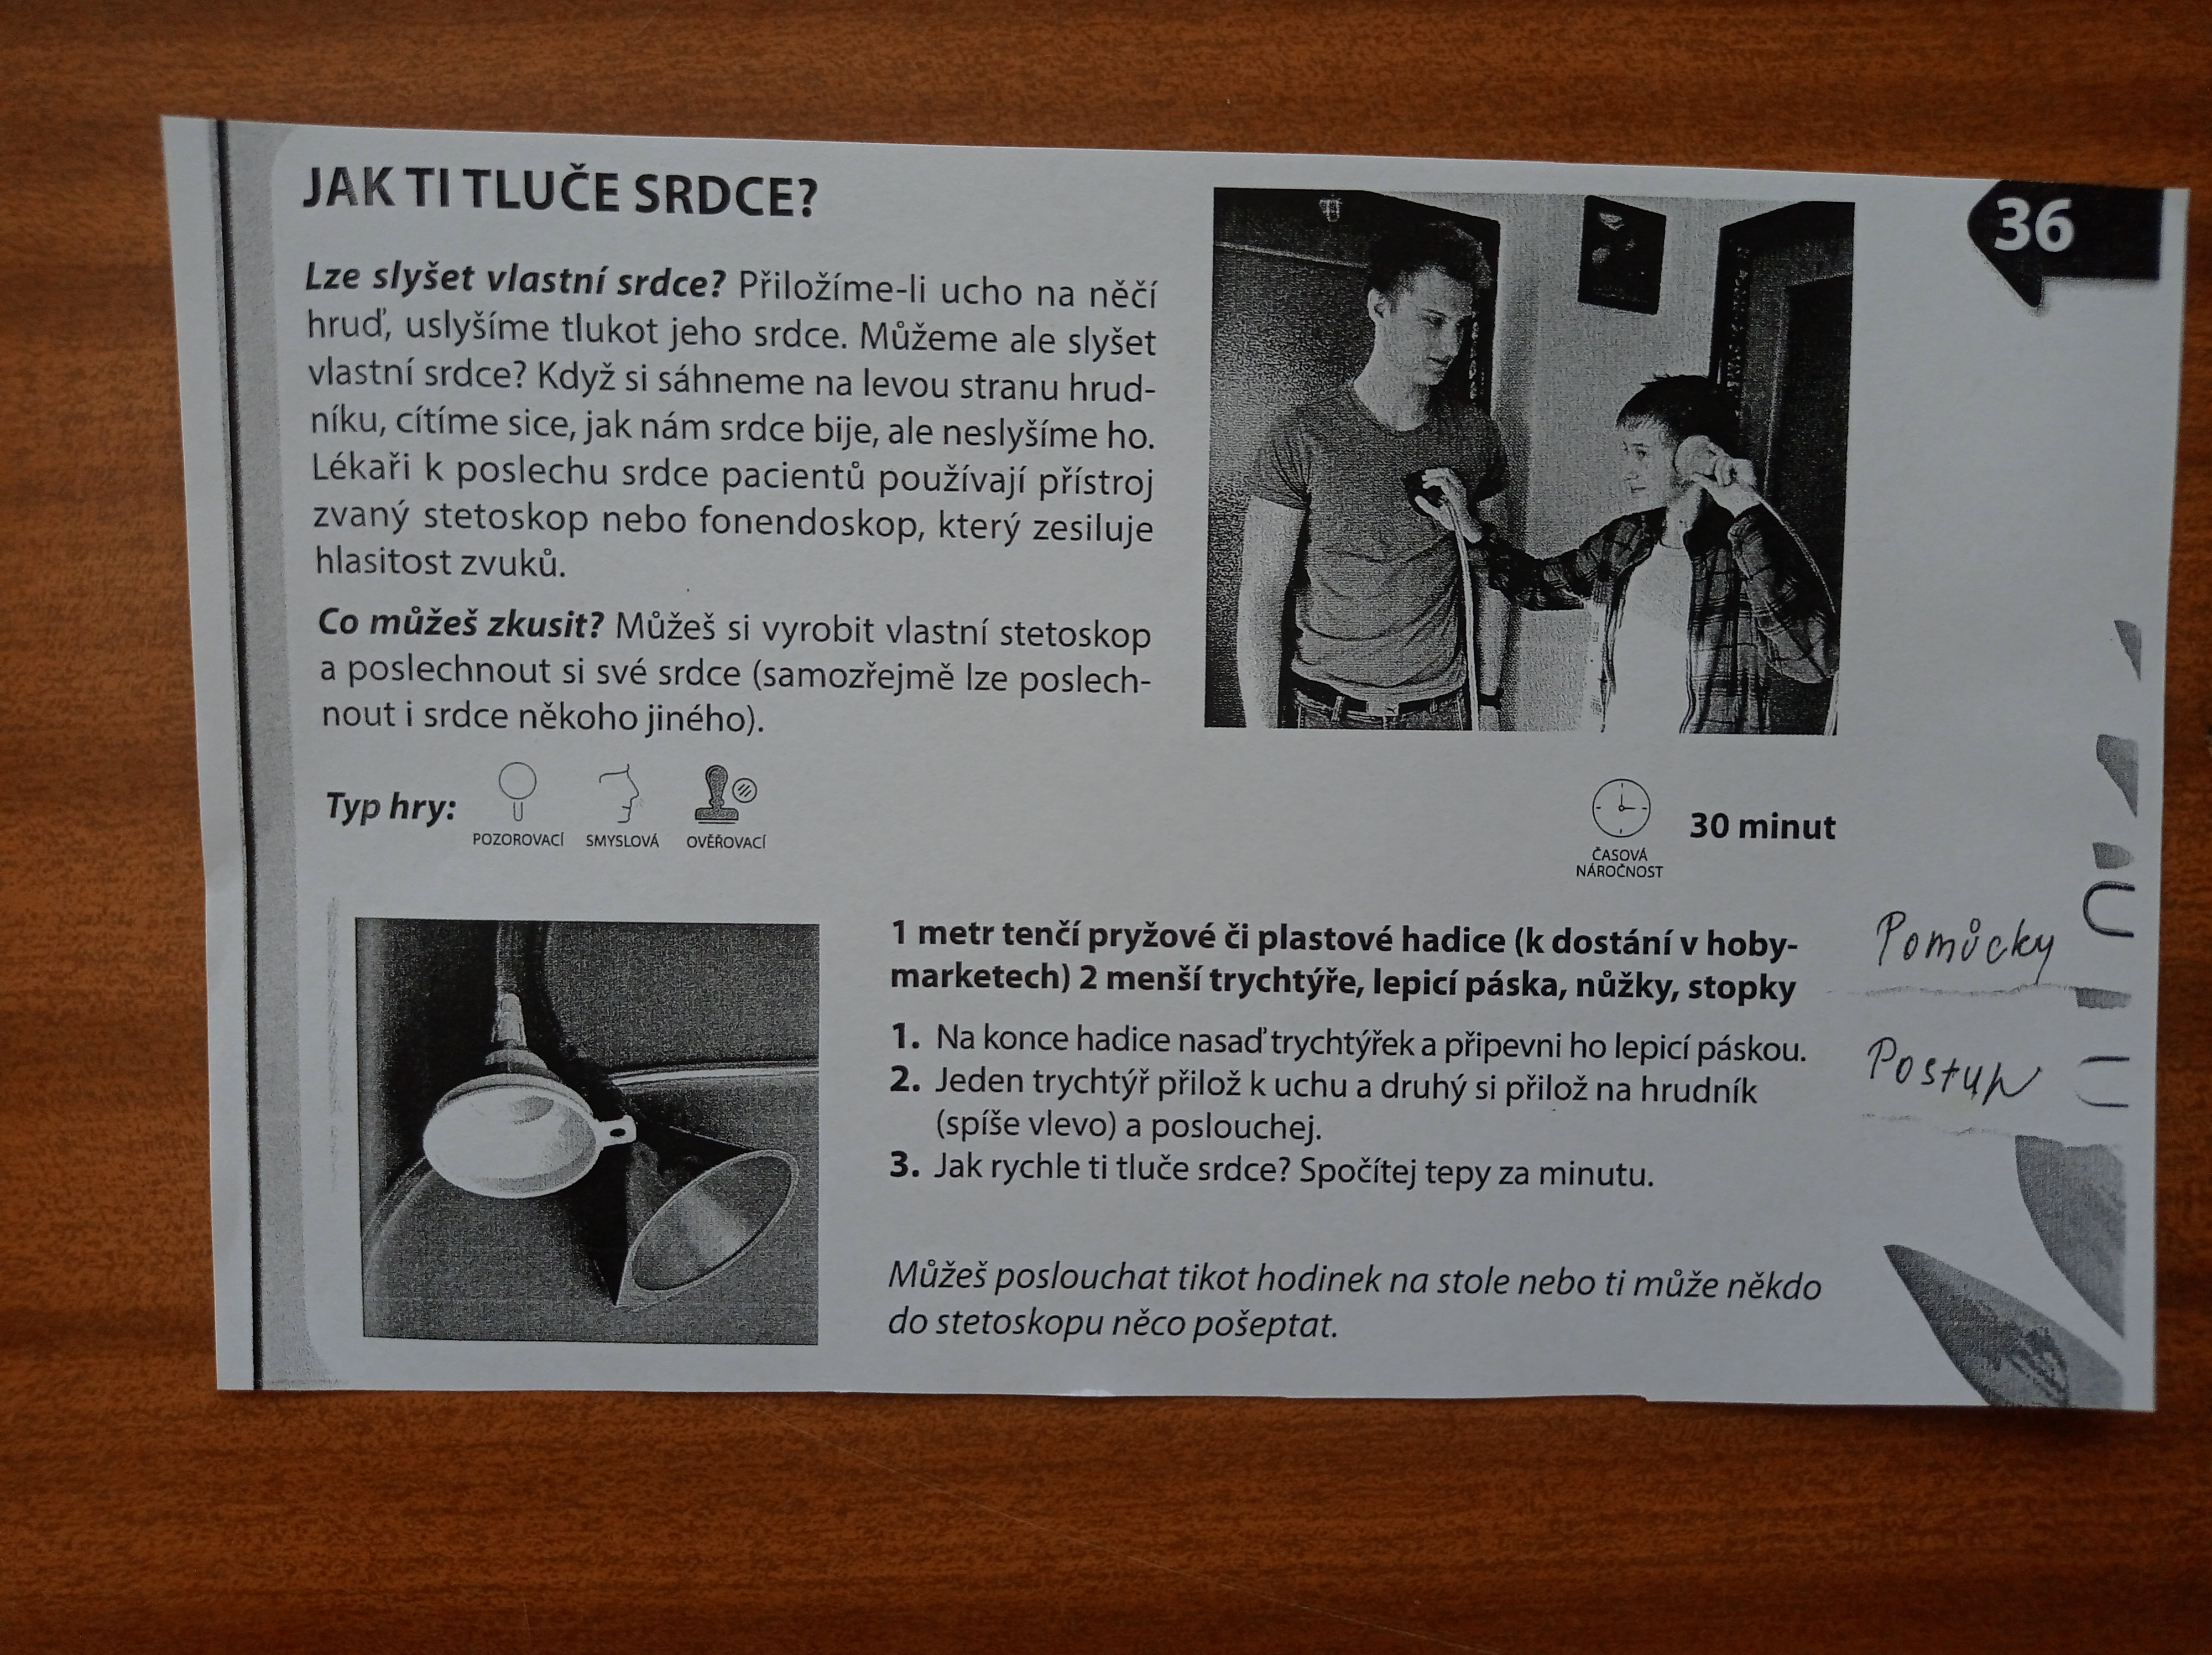 JAK TI TLUČE SRDCE?
36
Lze slyšet vlastní srdce? Přiložíme-li ucho na něčí
hruď, uslyšíme tlukot jeho srdce. Můžeme ale slyšet
vlastní srdce? Když si sáhneme na levou stranu hrud-
níku, cítíme sice, jak nám srdce bije, ale neslyšíme ho.
Lékaři k poslechu srdce pacientů používají přístroj
zvaný stetoskop nebo fonendoskop, který zesiluje
hlasitost zvuků.
Co můžeš zkusit? Můžeš si vyrobit vlastní stetoskop
a poslechnout si své srdce (samozřejmě lze poslech-
nout i srdce někoho jiného).
Typ hry:
POZOROVACÍ SMYSLOVÁ OVĚŘOVACÍ
30 minut
ČASOVÁ
NÁROČNOST
1 metr tenčí pryžové či plastové hadice (k dostání v hoby-
marketech) 2 menší trychtýře, lepicí páska, nůžky, stopky
Pomůcky
1. Na konce hadice nasaď trychtýřek a připevni ho lepicí páskou.
2. Jeden trychtýř přilož k uchu a druhý si přilož na hrudník
(spíše vlevo) a poslouchej.
3. Jak rychle ti tluče srdce? Spočítej tepy za minutu.
Postup
Můžeš poslouchat tikot hodinek na stole nebo ti může někdo
do stetoskopu něco pošeptat.